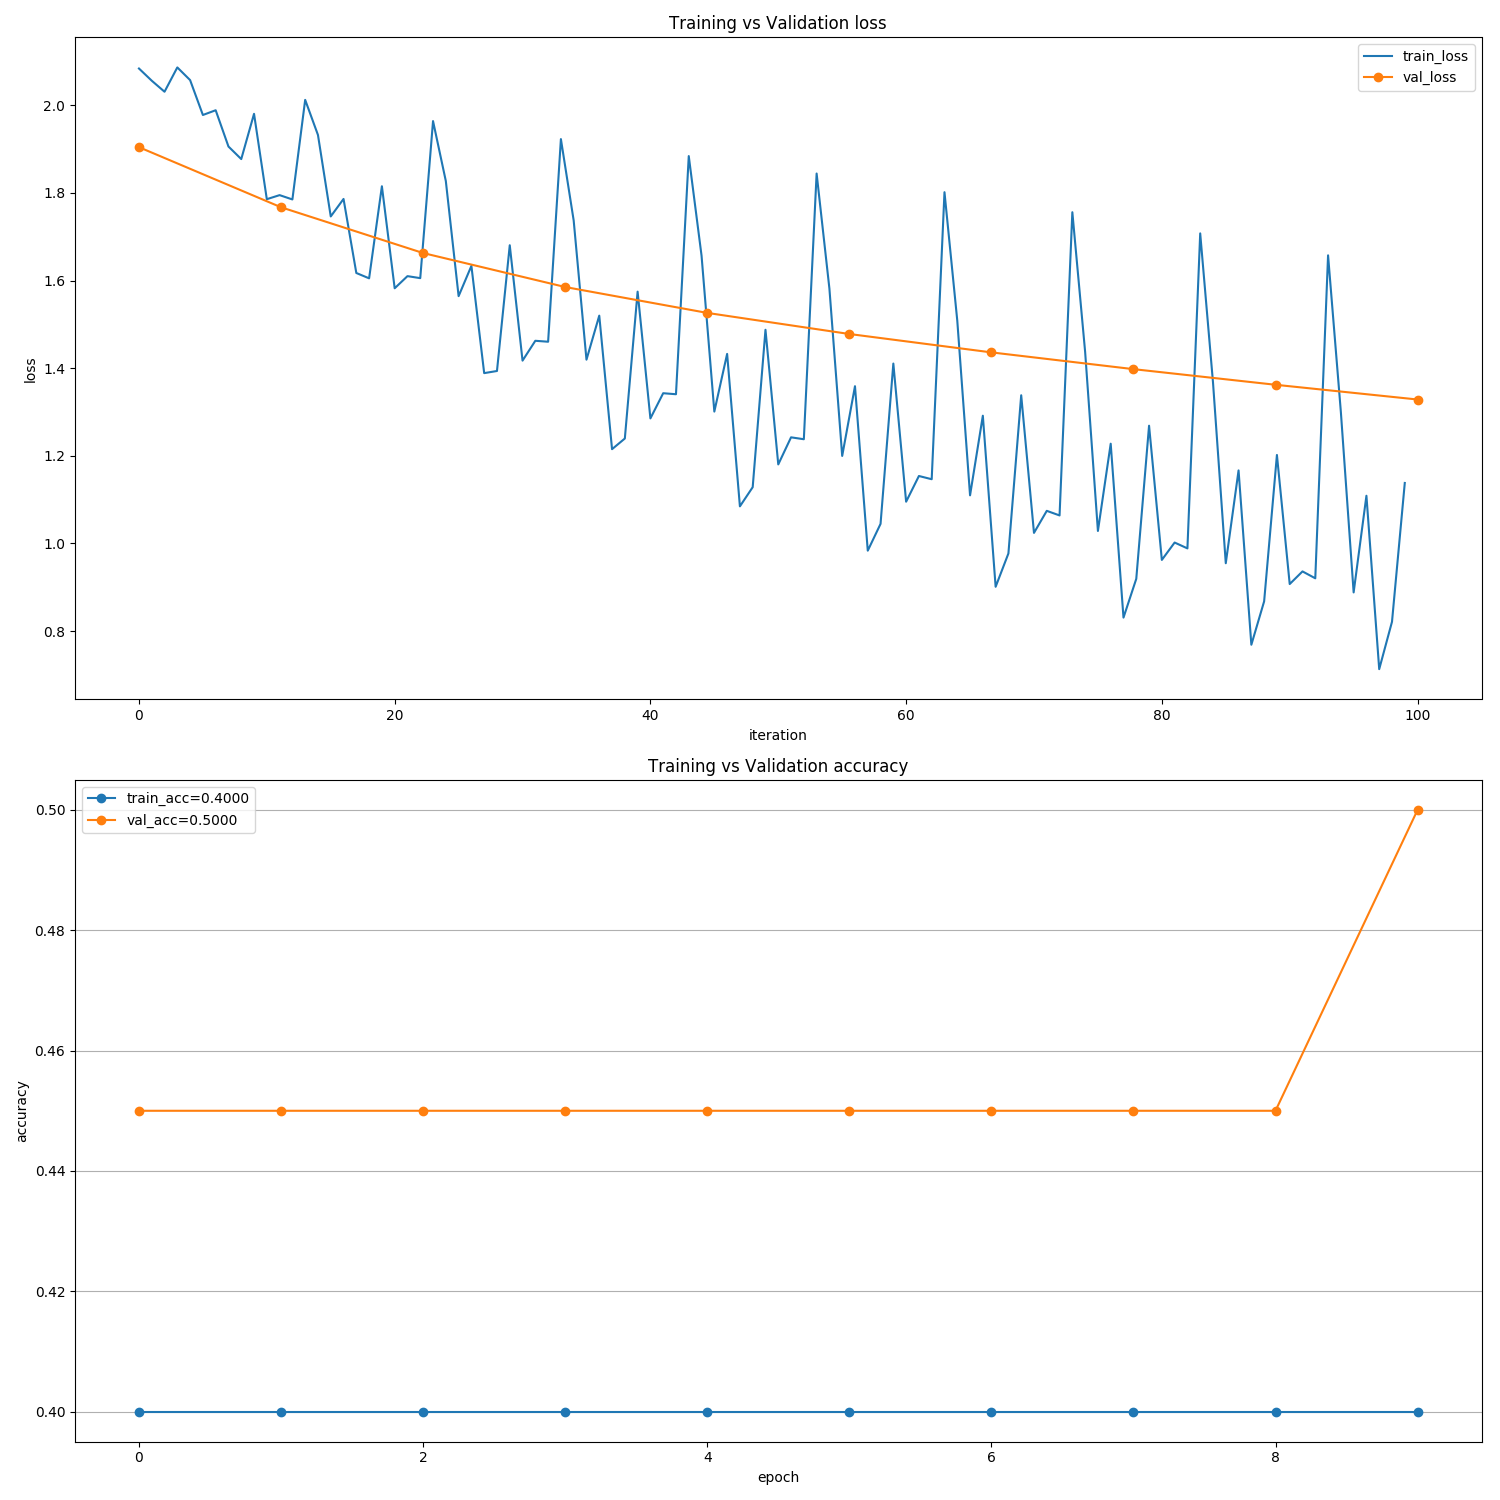 Training vs Validation loss
train_loss
val_loss
loss
2.0
1.8
1.6
1.4
1.2
1.0
0.8
0
20
40
60
80
100
iteration
Training vs Validation accuracy
train_acc=0.4000
val_acc=0.5000
accuracy
0.50
0.48
0.46
0.44
0.42
0.40
0
2
4
6
8
epoch